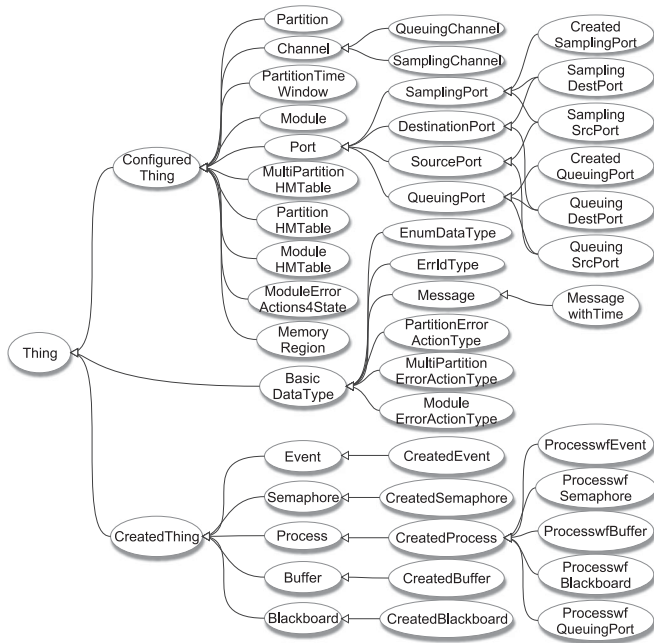 Partition
Channel
PartitionTime
Window
Module
Port
MultiPartition
HMTable
Partition
HMTable
Module
HMTable
ModuleError
Actions4State
Memory
Region
Configured
Thing
QueuingChannel
SamplingChannel
SamplingPort
DestinationPort
SourcePort
QueuingPort
Created
SamplingPort
Sampling
DestPort
Sampling
SrcPort
Created
QueuingPort
Queuing
DestPort
Queuing
SrcPort
EnumDataType
ErrIdType
Message
PartitionError
ActionType
MultiPartition
ErrorActionType
Module
ErrorActionType
Message
withTime
Thing
Basic
DataType
CreatedThing
Event
Semaphore
Process
Buffer
Blackboard
CreatedEvent
CreatedSemaphore
CreatedProcess
CreatedBuffer
CreatedBlackboard
ProcesswfEvent
Processwf
Semaphore
ProcesswfBuffer
Processwf
Blackboard
Processwf
QueuingPort